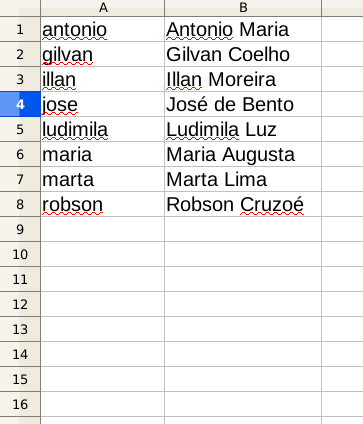 A B
1 antonio Antonio Maria
2 gilvan Gilvan Coelho
3 illan Illan Moreira
4 jose José de Bento
5 ludimila Ludimila Luz
6 maria Maria Augusta
7 marta Marta Lima
8 robson Robson Cruzoé
9
10
11
12
13
14
15
16